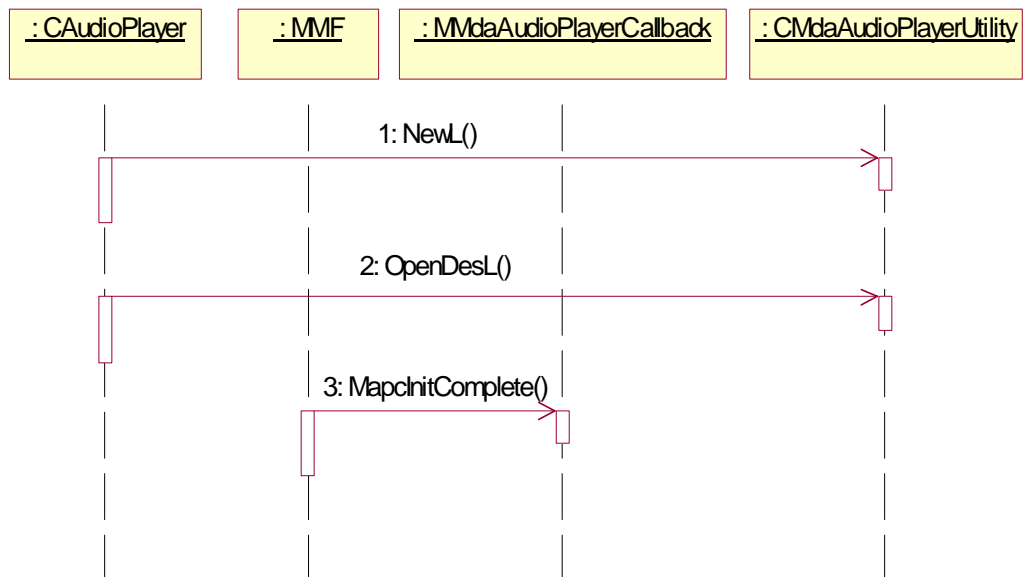 : CAudioPlayer
: MMF
: MMdaAudioPlayerCallback
: CMdaAudioPlayerUtility
1: NewL()
2: OpenDesL()
3: MapcInitComplete()